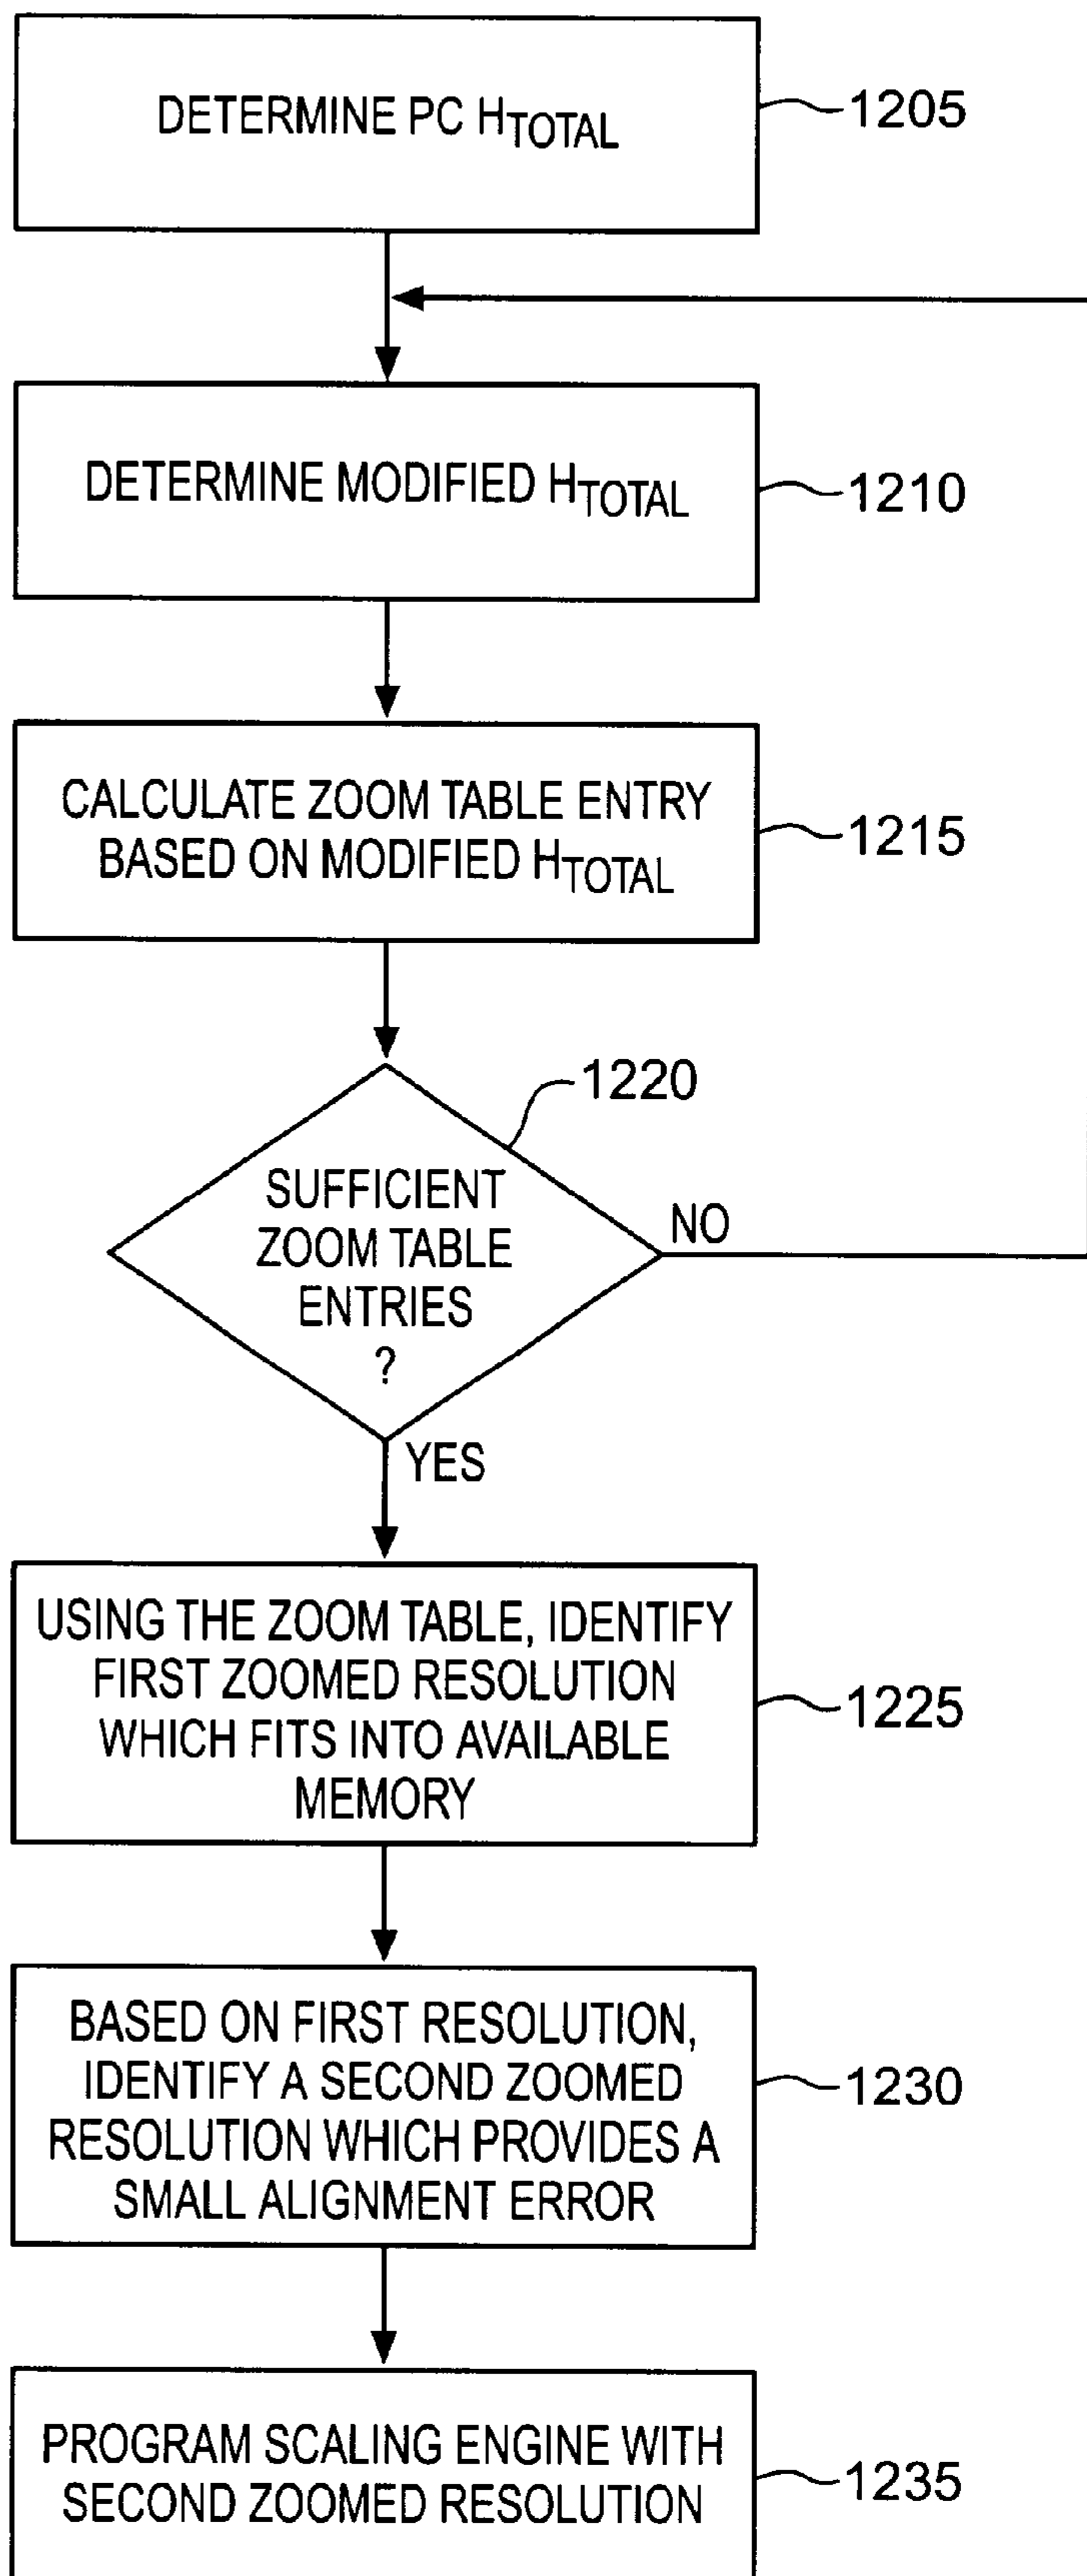 DETERMINE PC HTOTAL
1205
DETERMINE MODIFIED HTOTAL
1210
CALCULATE ZOOM TABLE ENTRY
BASED ON MODIFIED HTOTAL
1215
1220
SUFFICIENT
ZOOM TABLE
ENTRIES
?
NO
YES
USING THE ZOOM TABLE, IDENTIFY
FIRST ZOOMED RESOLUTION
WHICH FITS INTO AVAILABLE
MEMORY
1225
BASED ON FIRST RESOLUTION,
IDENTIFY A SECOND ZOOMED
RESOLUTION WHICH PROVIDES A
SMALL ALIGNMENT ERROR
1230
PROGRAM SCALING ENGINE WITH
SECOND ZOOMED RESOLUTION
1235